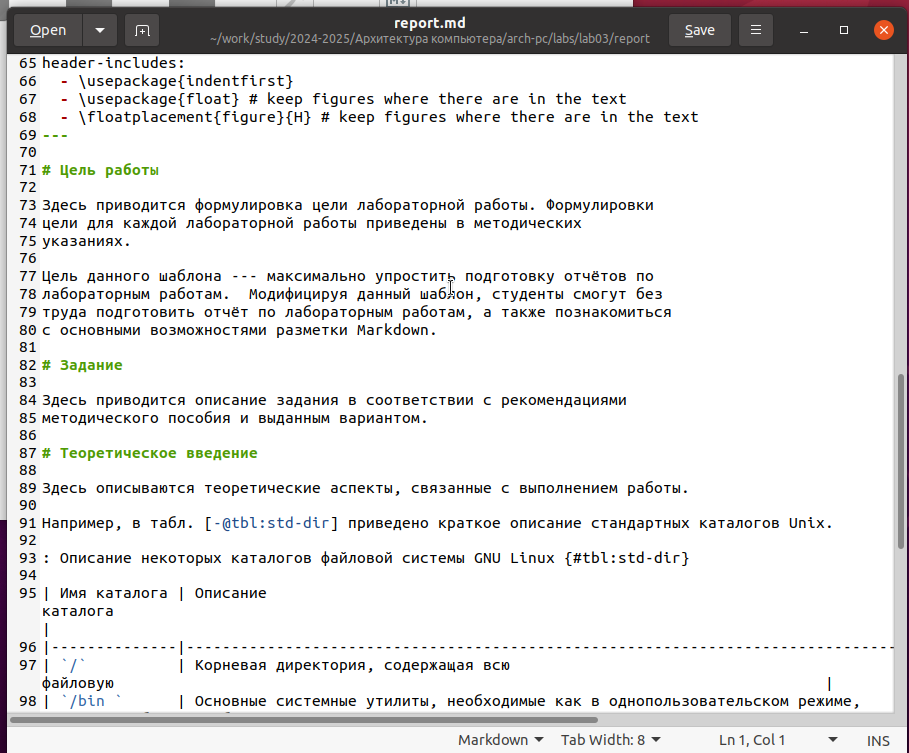 report.md
Open
~/work/study/2024-2025/Архитектура компьютера/arch-pc/labs/lab03/report
Save
65 header-includes:
66   - \usepackage{indentfirst}
67   - \usepackage{float} # keep figures where there are in the text
68   - \floatplacement{figure}{H} # keep figures where there are in the text
69 ---
70
71 # Цель работы
72
73 Здесь приводится формулировка цели лабораторной работы. Формулировки
74 цели для каждой лабораторной работы приведены в методических
75 указаниях.
76
77 Цель данного шаблона --- максимально упростить подготовку отчётов по
78 лабораторным работам.  Модифицируя данный шаблон, студенты смогут без
79 труда подготовить отчёт по лабораторным работам, а также познакомиться
80 с основными возможностями разметки Markdown.
81
82 # Задание
83
84 Здесь приводится описание задания в соответствии с рекомендациями
85 методического пособия и выданным вариантом.
86
87 # Теоретическое введение
88
89 Здесь описываются теоретические аспекты, связанные с выполнением работы.
90
91 Например, в табл. [-@tbl:std-dir] приведено краткое описание стандартных каталогов Unix.
92
93 : Описание некоторых каталогов файловой системы GNU Linux {#tbl:std-dir}
94
95 | Имя каталога | Описание
каталога
|
96 |--------------|-------------------------------------------------------------------------------
97 | `/`          | Корневая директория, содержащая всю
файловую |
98 | `/bin `      | Основные системные утилиты, необходимые как в однопользовательском режиме,
Markdown
Tab Width: 8
Ln 1, Col 1
INS